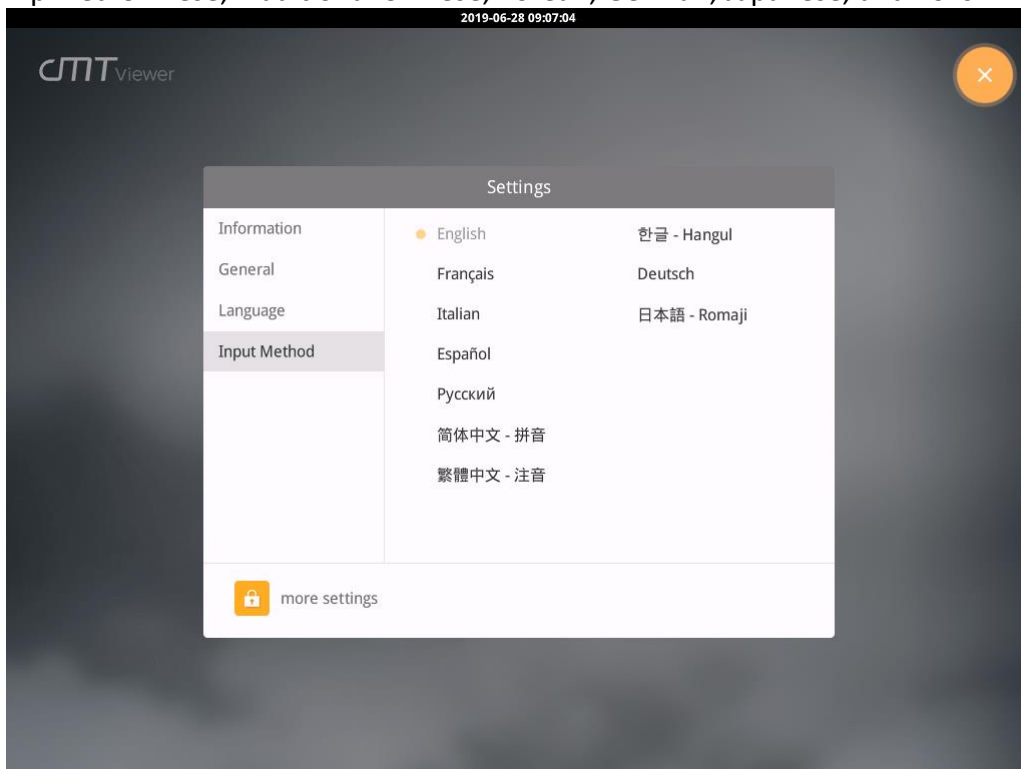 2019-06-28 09:07:04
cMT Viewer
Settings
Information
General
Language
Input Method
English
Français
Italian
Español
Русский
简体中文 - 拼音
繁體中文 - 注音
한글 - Hangul
Deutsch
日本語 - Romaji
more settings